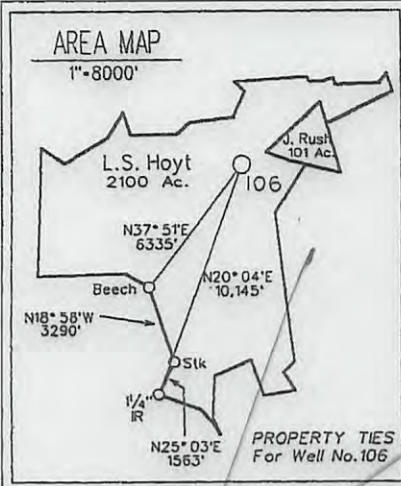 AREA MAP
1"=8000'
J. Rush
101 Ac.
L.S. Hoyt
2100 Ac.
106
N37°51'E
6335'
N20°04'E
10,145'
Beech
N18°58'W
3290'
Stk
1¼"
IR
N25°03'E
1563'
PROPERTY TIES
For Well No.106